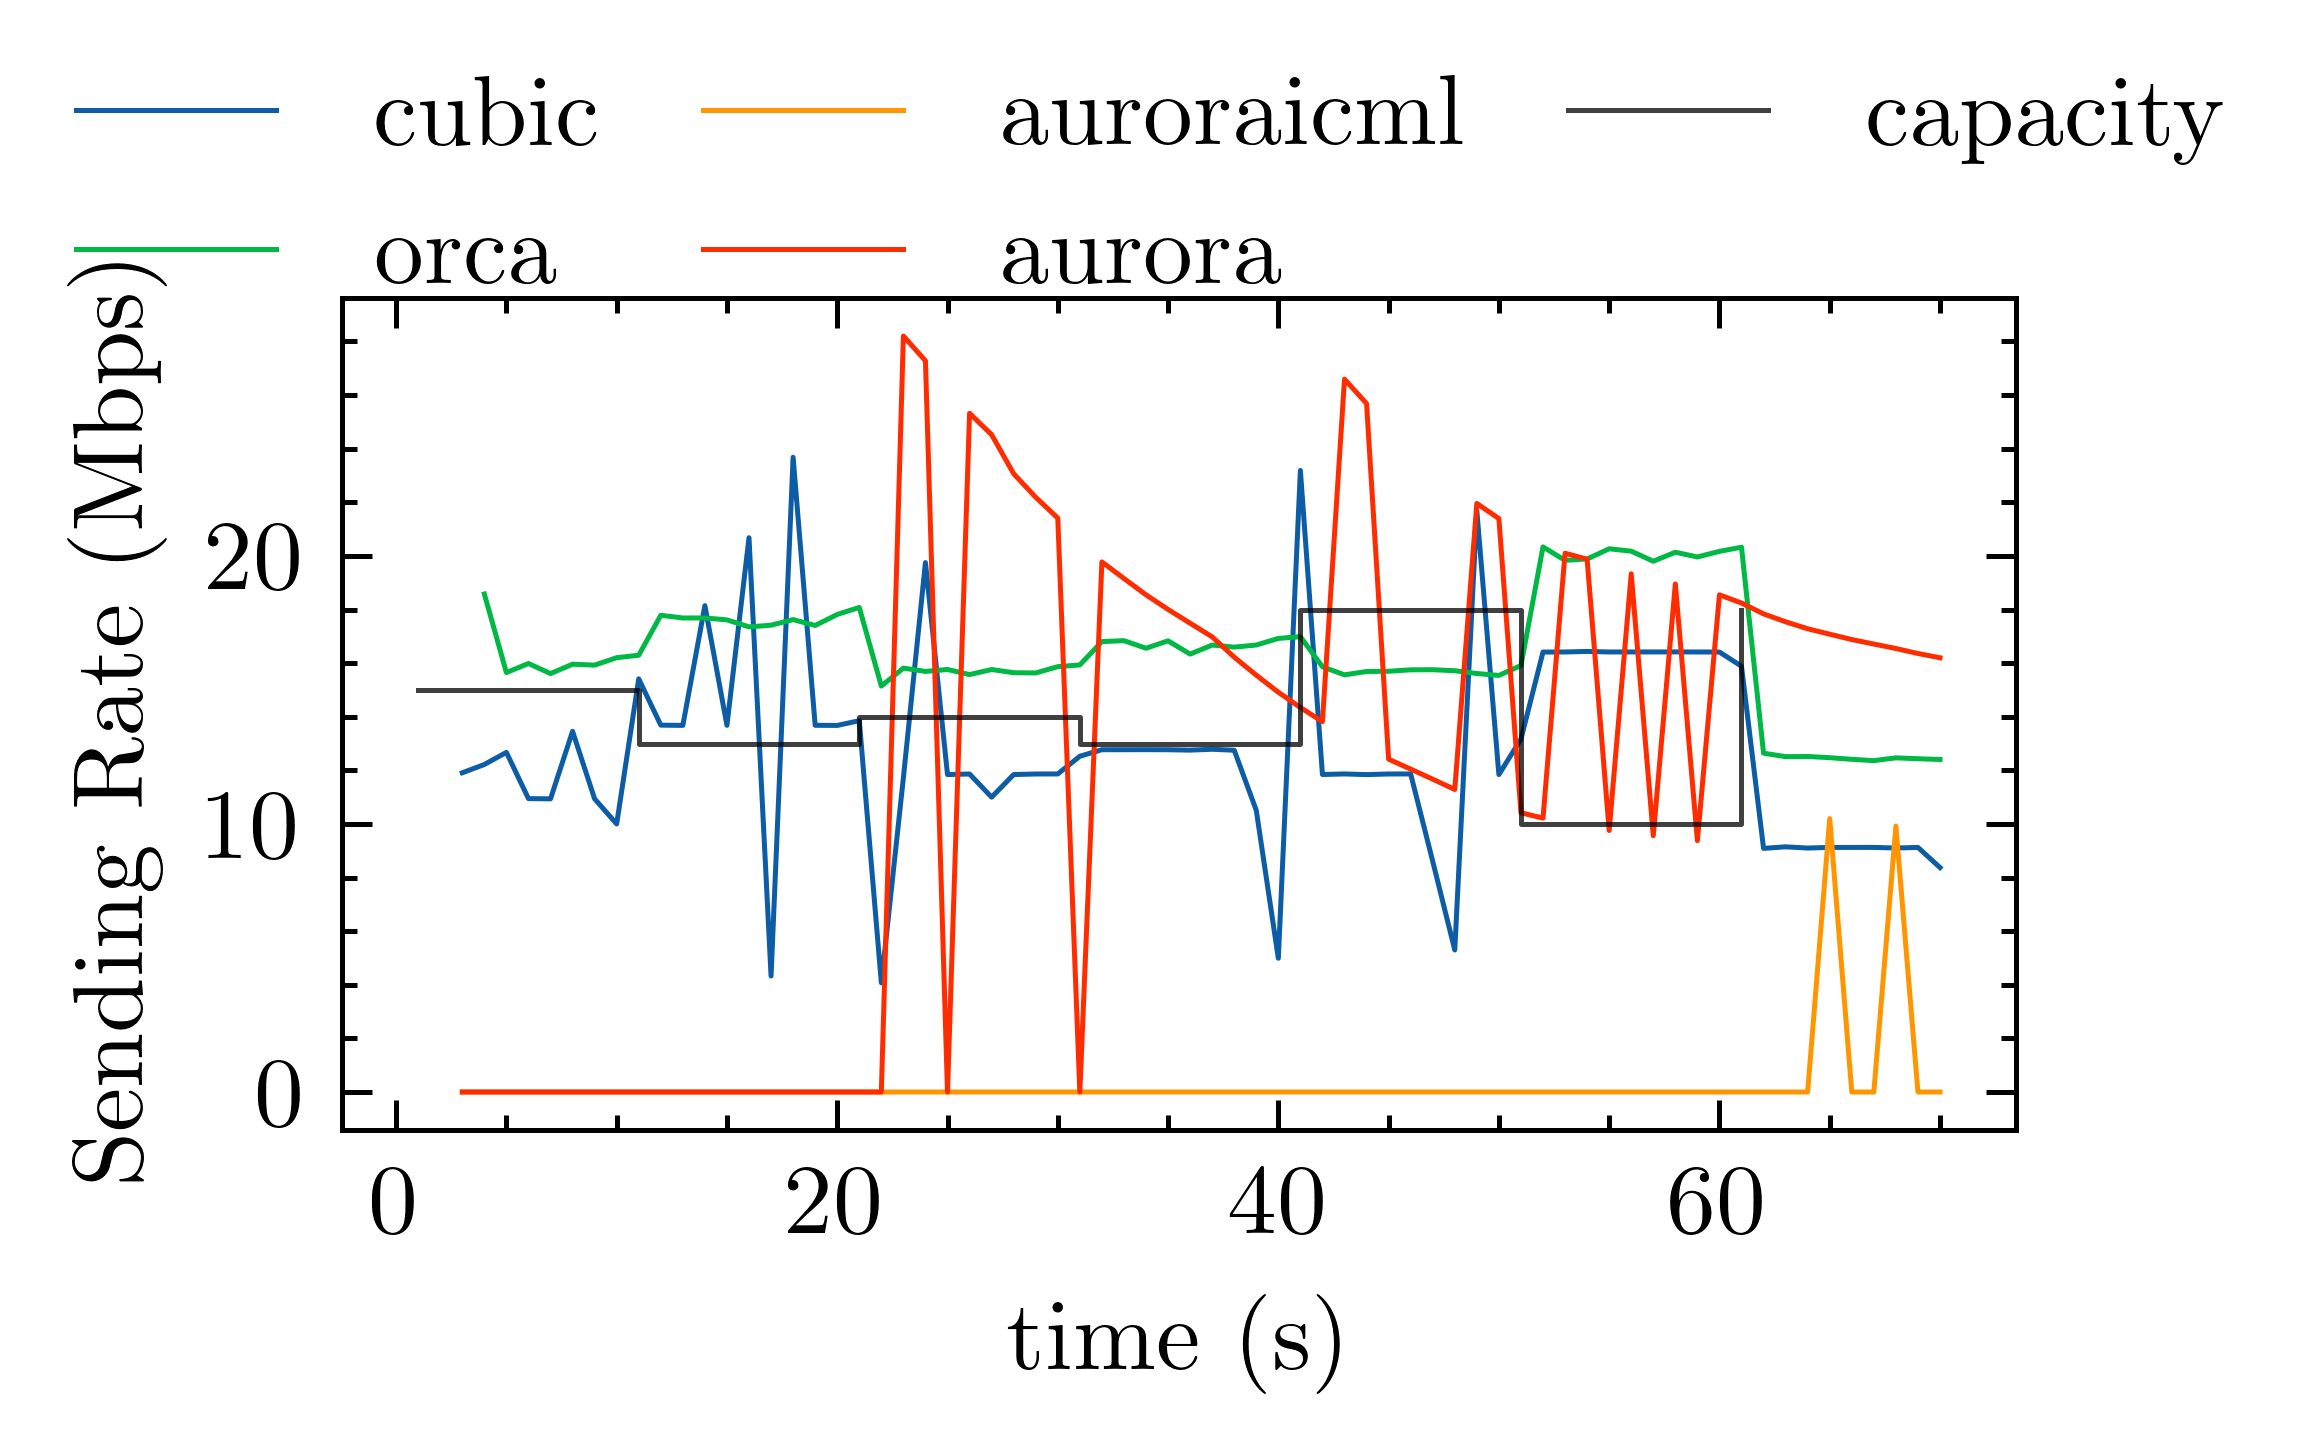 cubic auroraicml capacity
orca aurora
Sending Rate (Mbps)
20
10
0
0 20 40 60
time (s)